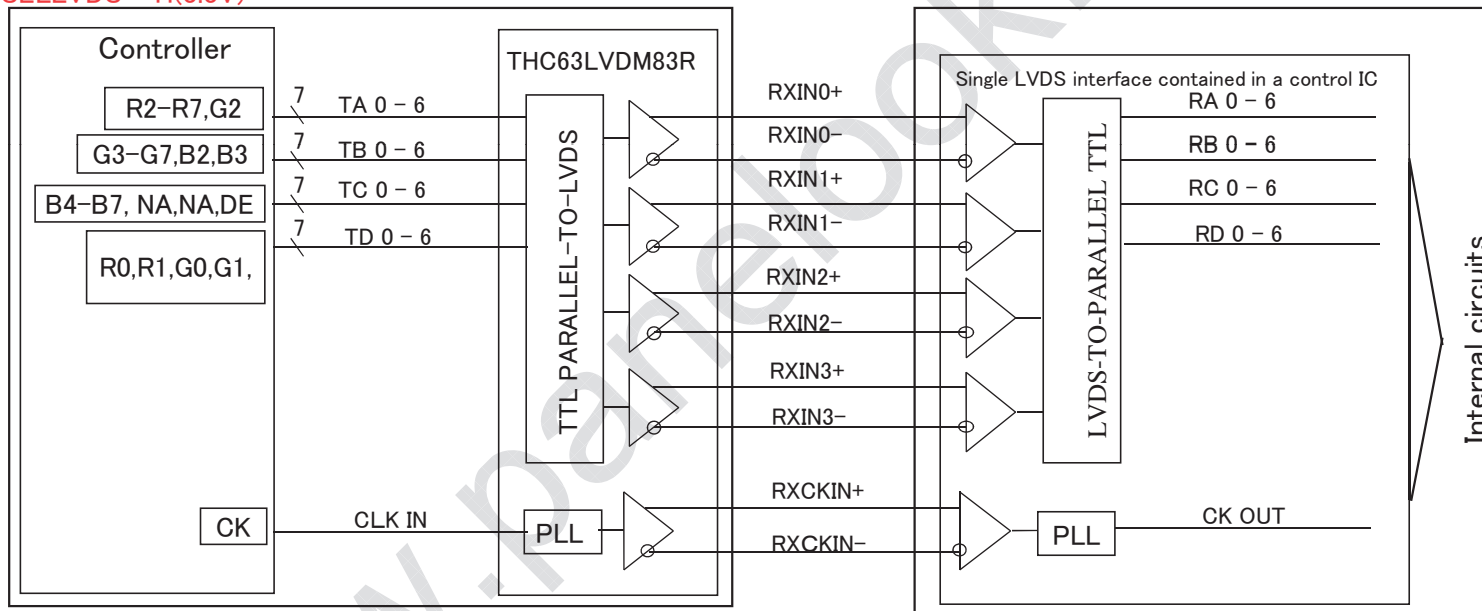 Controller
THC63LVDM83R
Single LVDS interface contained in a control IC
R2-R7,G2
7
TA 0 - 6
RXIN0+
RA 0 - 6
G3-G7,B2,B3
7
TB 0 - 6
RXIN0-
RB 0 - 6
B4-B7, NA,NA,DE
7
TC 0 - 6
RXIN1+
RC 0 - 6
R0,R1,G0,G1,
7
TD 0 - 6
RXIN1-
RD 0 - 6
TTL PARALLEL-TO-LVDS
RXIN2+
RXIN2-
RXIN3+
RXIN3-
LVDS-TO-PARALLEL TTL
Internal circuits
CK
CLK IN
PLL
RXCKIN+
RXCKIN-
PLL
CK OUT
w.panelook.